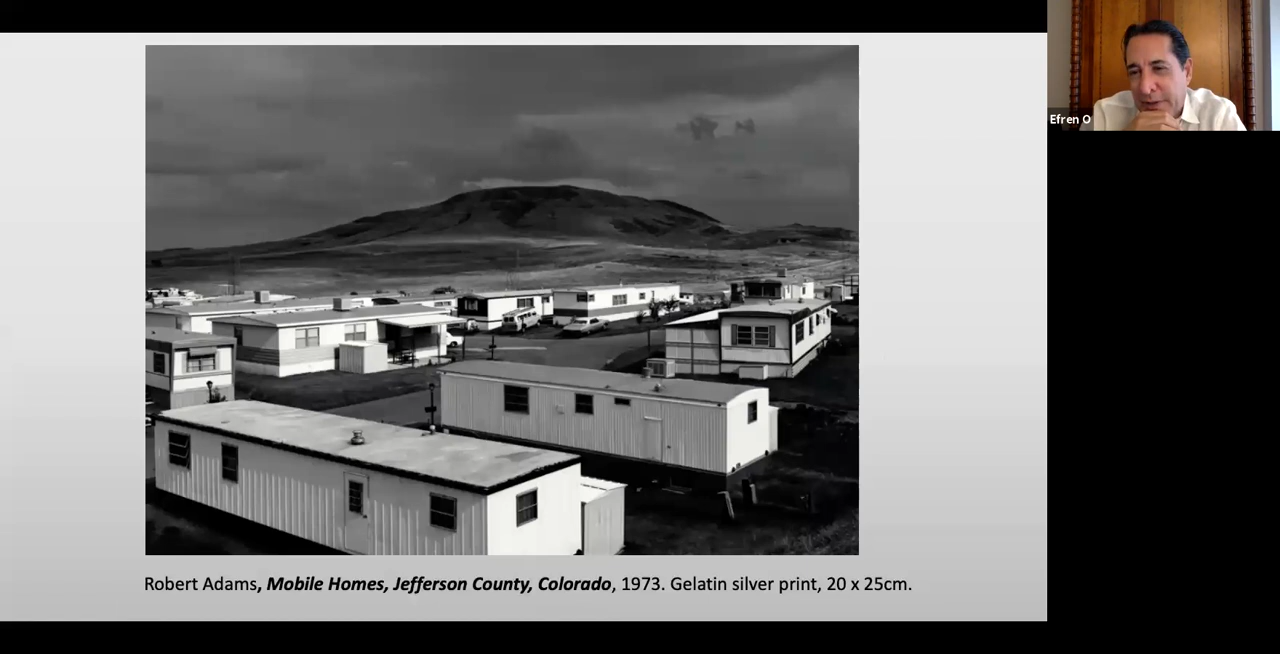 Efren O
Robert Adams, Mobile Homes, Jefferson County, Colorado, 1973. Gelatin silver print, 20 x 25cm.